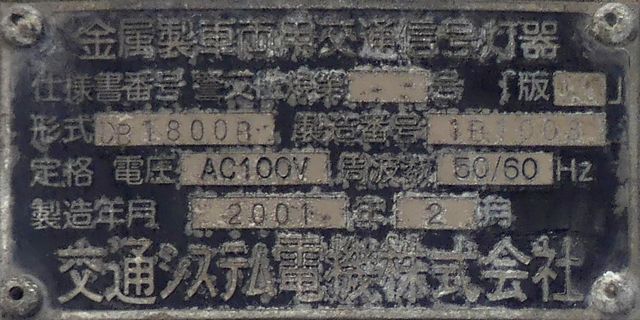 金属製車両用交通信号灯器
仕様書番号 警交仕規第 号 「版 」
形式 製造番号
定格 電圧 AC100V 周波数 50/60 Hz
製造年月 2001 年 2 月
交通システム電機株式会社